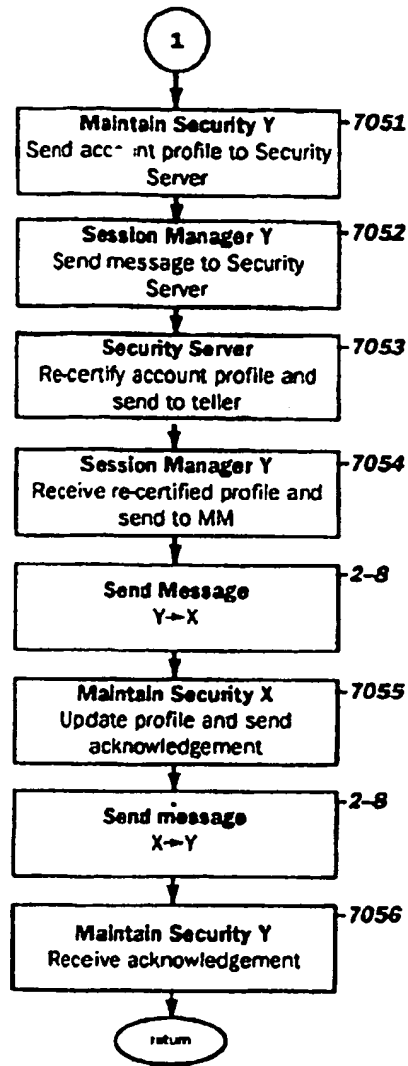 1
Maintain Security Y
Send account profile to Security
Server
7051
Session Manager Y
Send message to Security
Server
7052
Security Server
Re-certify account profile and
send to teller
7053
Session Manager Y
Receive re-certified profile and
send to MM
7054
Send Message
Y→X
2-8
Maintain Security X
Update profile and send
acknowledgement
7055
Send message
X→Y
2-8
Maintain Security Y
Receive acknowledgement
7056
return